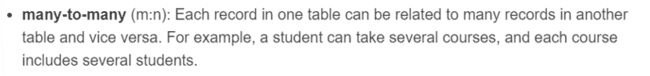 • many-to-many (m:n): Each record in one table can be related to many records in another
table and vice versa. For example, a student can take several courses, and each course
includes several students.